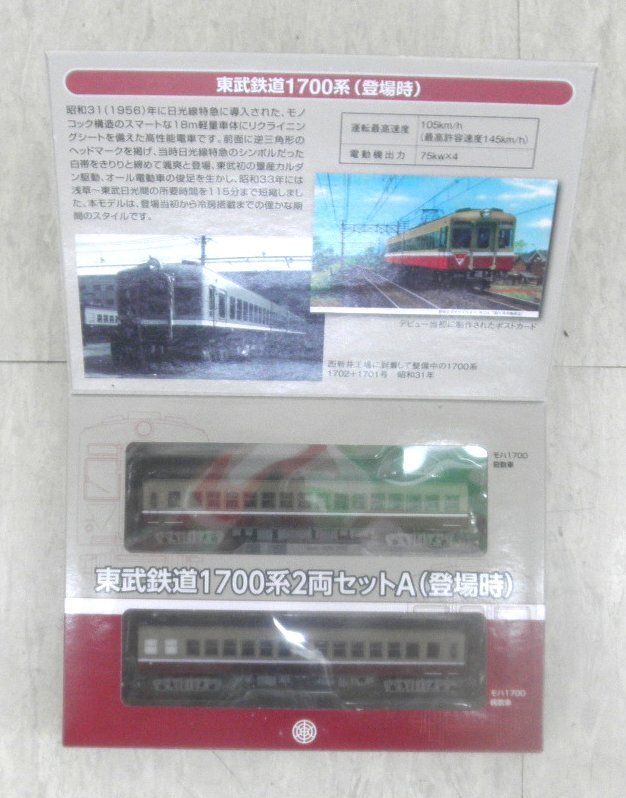 東武鉄道1700系(登場時)
昭和31(1956)年に日光線特急に導入された、モノ
コック構造のスマートな18m軽量車体にリクライニン
グシートを備えた高性能電車です。前面に逆三角形の
ヘッドマークを掲げ、当時日光線特急のシンボルだった
白帯をきりりと締めて颯爽と登場、東武初の量産カルダ
ン駆動、オール電動車の俊足を生かし、昭和33年には
浅草〜東武日光間の所要時間を115分まで短縮しまし
た。本モデルは、登場当初から冷房搭載までの僅かな期
間のスタイルです。
運転最高速度 105km/h
(最高許容速度145km/h)
電動機出力 75kw×4
デビュー当初に制作されたポストカード
西新井工場に到着して整備中の1700系
1702+1701号 昭和31年
モハ1700
東武鉄道1700系2両セットA(登場時)
モハ1700